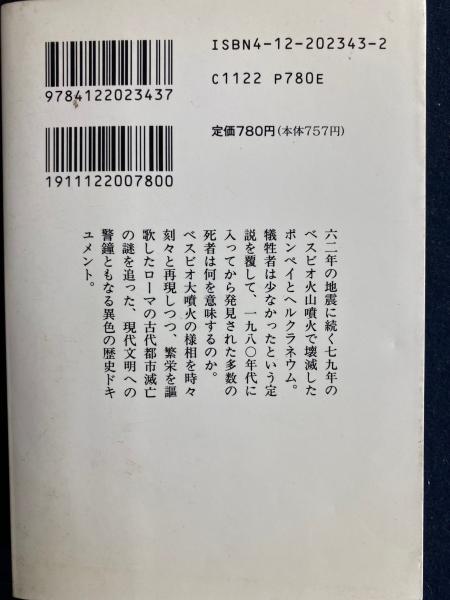 ISBN4-12-202343-2
9784122023437
C1122 P780E
定価780円(本体757円)
1911122007800
六二年の地震に続く七九年の
ベスビオ火山噴火で壊滅した
ポンペイとヘルクラネウム。
犠牲者は少なかったという定
説を覆して、一九八〇年代に
入ってから発見された多数の
死者は何を意味するのか。
ベスビオ大噴火の様相を時々
刻々と再現しつつ、繁栄を謳
歌したローマの古代都市滅亡
の謎を追った、現代文明への
警鐘ともなる異色の歴史ドキ
ュメント。